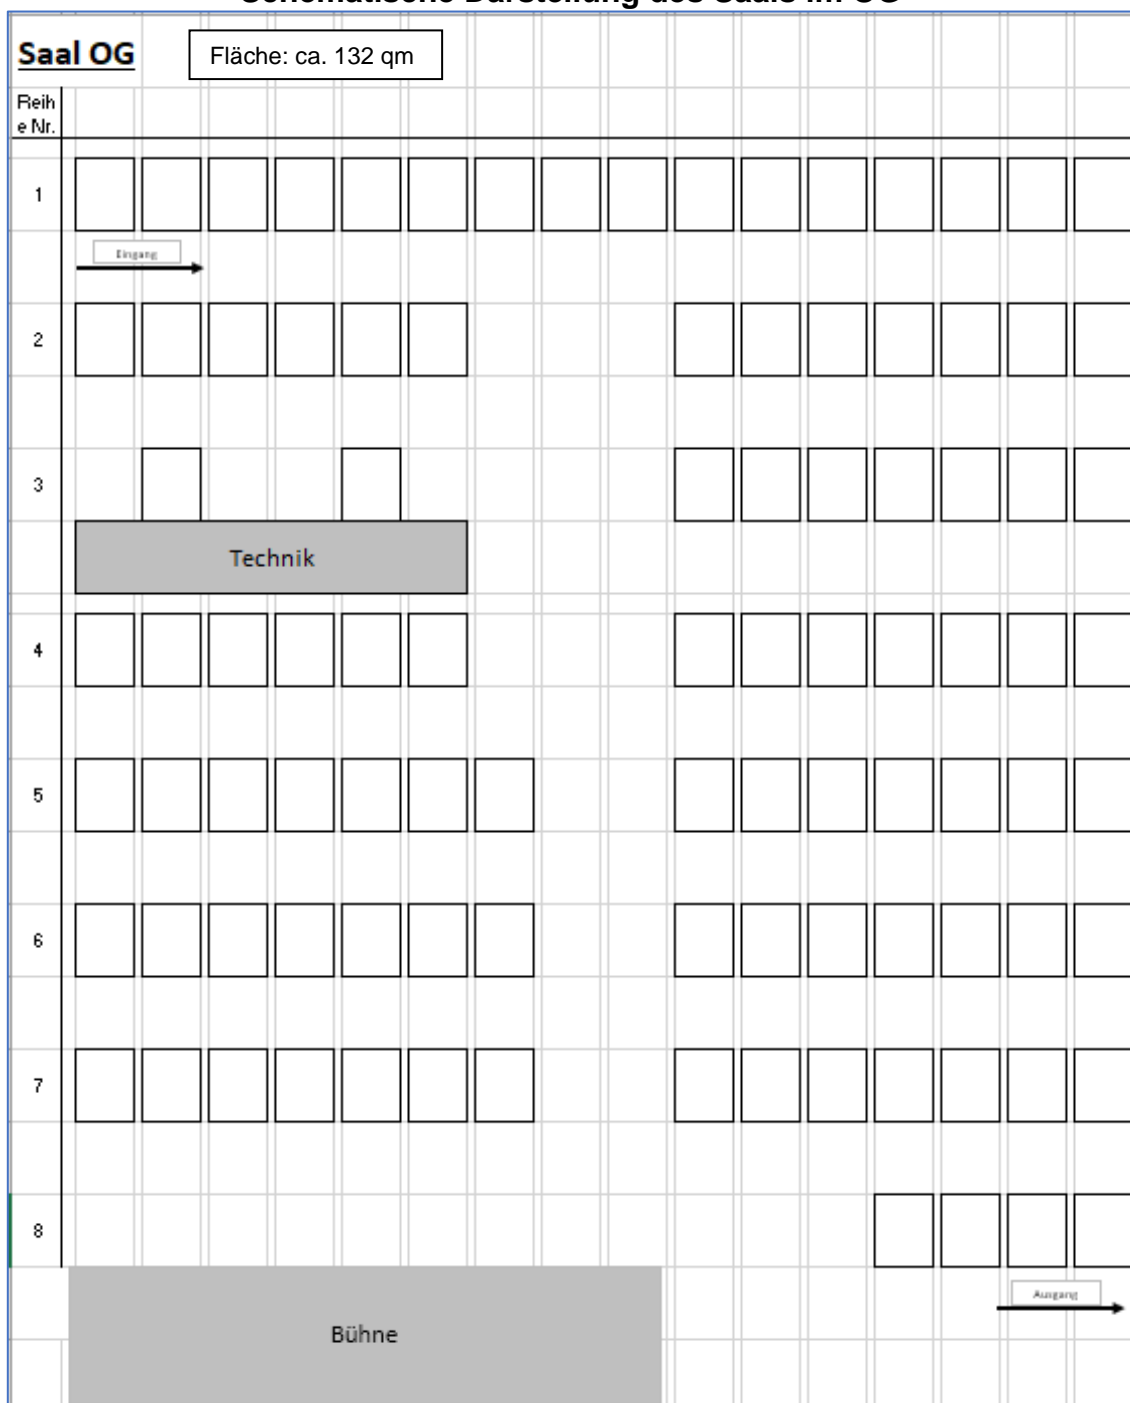 Schematische Darstellung des Saals im OG
Saal OG
Fläche: ca. 132 qm
Reih
e Nr.
1
Eingang
2
3
Technik
4
5
6
7
8
Ausgang
Bühne